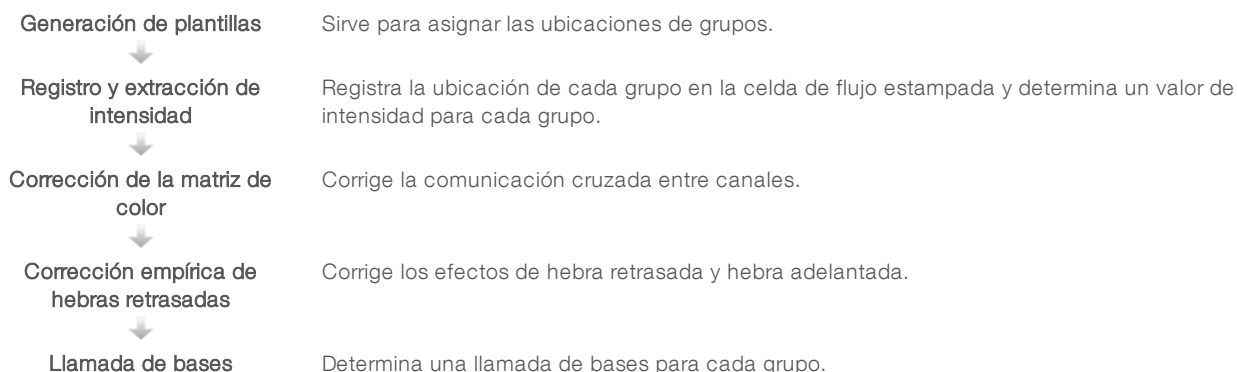 Generación de plantillas
Sirve para asignar las ubicaciones de grupos.
Registro y extracción de
intensidad
Registra la ubicación de cada grupo en la celda de flujo estampada y determina un valor de
intensidad para cada grupo.
Corrección de la matriz de
color
Corrige la comunicación cruzada entre canales.
Corrección empírica de
hebras retrasadas
Corrige los efectos de hebra retrasada y hebra adelantada.
Llamada de bases
Determina una llamada de bases para cada grupo.